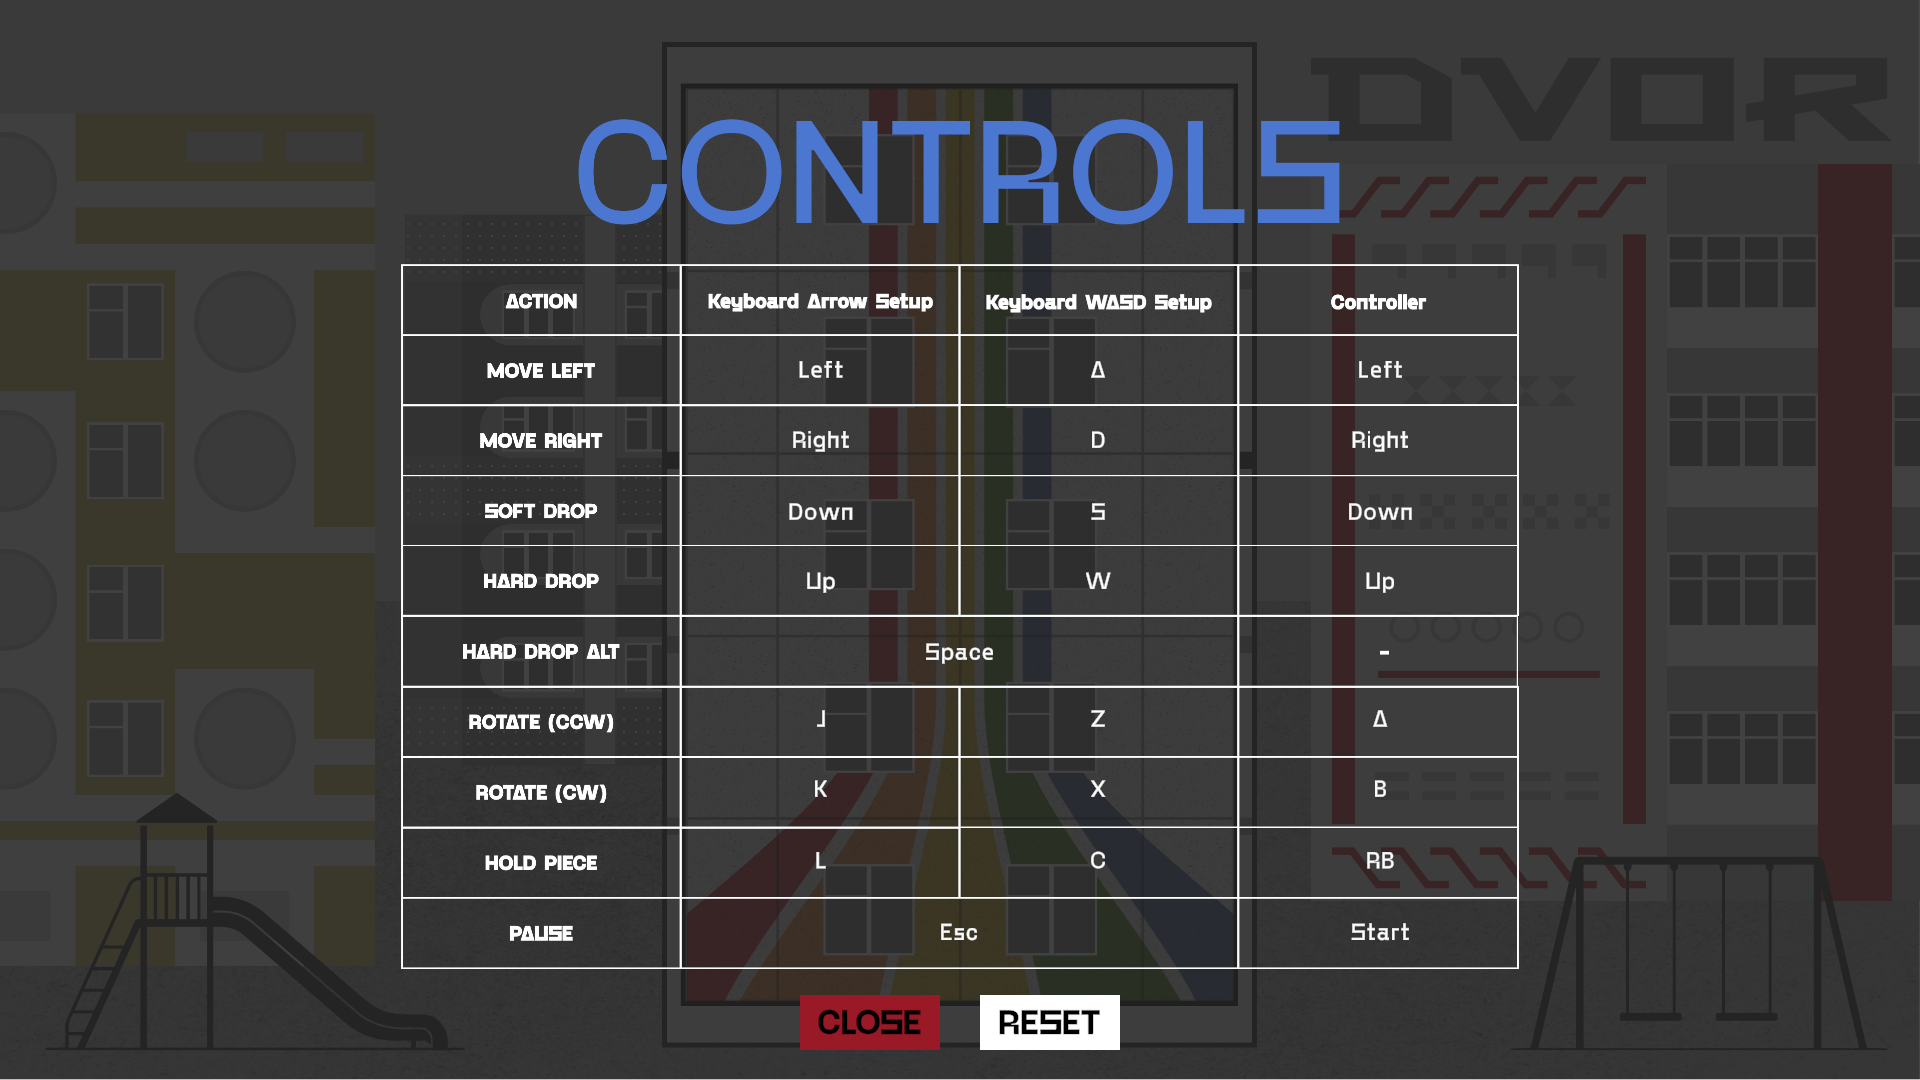 DVOR
CONTROLS
ACTION Keyboard Arrow Setup Keyboard WASD Setup Controller
MOVE LEFT Left A Left
MOVE RIGHT Right D Right
SOFT DROP Down S Down
HARD DROP Up W Up
HARD DROP ALT Space -
ROTATE (CCW) J Z A
ROTATE (CW) K X B
HOLD PIECE L C RB
PAUSE Esc Start
CLOSE RESET